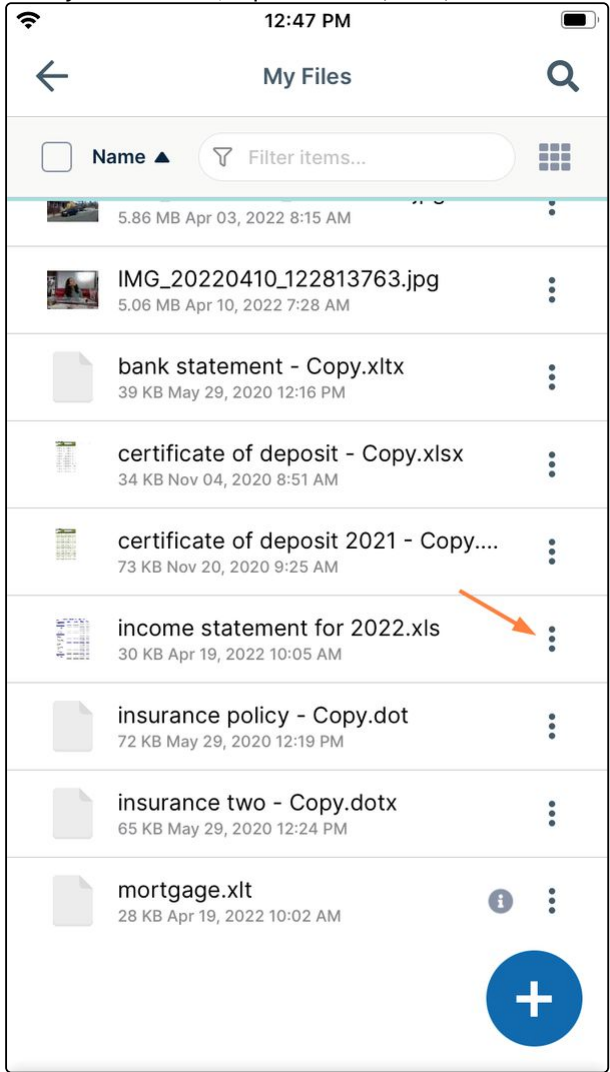 12:47 PM
My Files
Name ▲
Filter items...
5.86 MB Apr 03, 2022 8:15 AM
IMG_20220410_122813763.jpg
5.06 MB Apr 10, 2022 7:28 AM
bank statement - Copy.xltx
39 KB May 29, 2020 12:16 PM
certificate of deposit - Copy.xlsx
34 KB Nov 04, 2020 8:51 AM
certificate of deposit 2021 - Copy....
73 KB Nov 20, 2020 9:25 AM
income statement for 2022.xls
30 KB Apr 19, 2022 10:05 AM
insurance policy - Copy.dot
72 KB May 29, 2020 12:19 PM
insurance two - Copy.dotx
65 KB May 29, 2020 12:24 PM
mortgage.xlt
28 KB Apr 19, 2022 10:02 AM